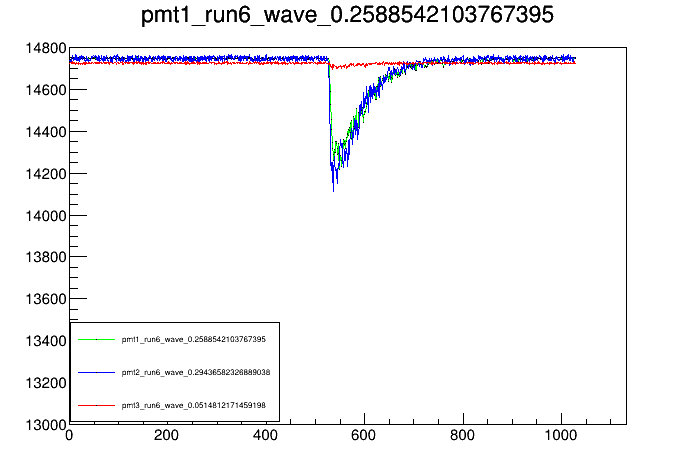 pmt1_run6_wave_0.2588542103767395
14800
14600
14400
14200
14000
13800
13600
13400
13200
13000
pmt1_run6_wave_0.2588542103767395
pmt2_run6_wave_0.29436582326889038
pmt3_run6_wave_0.0514812171459198
0 200 400 600 800 1000